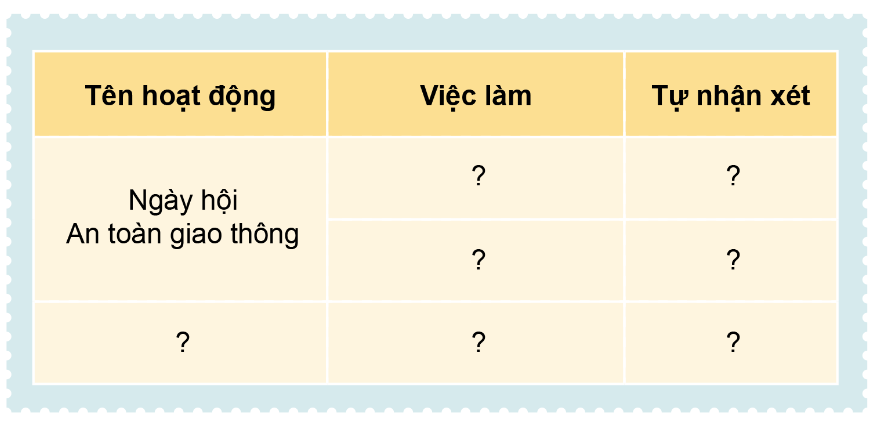 Tên hoạt động Việc làm Tự nhận xét
Ngày hội
An toàn giao thông
? ?
? ?
? ? ?